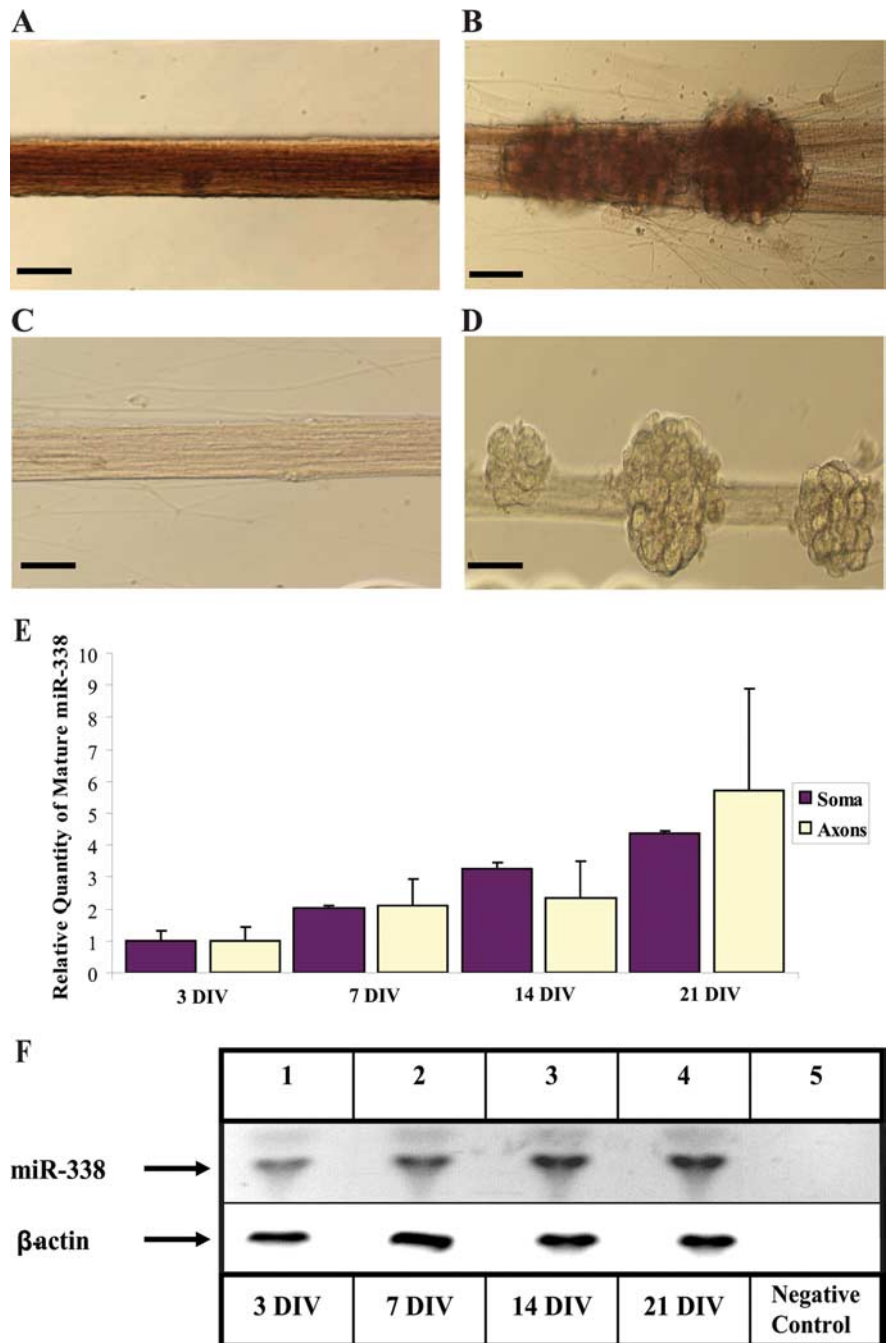 A
B
C
D
E
Relative Quantity of Mature miR-338
10
9
8
7
6
5
4
3
2
1
0
3 DIV
7 DIV
14 DIV
21 DIV
Soma
Axons
F
1
2
3
4
5
miR-338
β-actin
3 DIV
7 DIV
14 DIV
21 DIV
Negative
Control